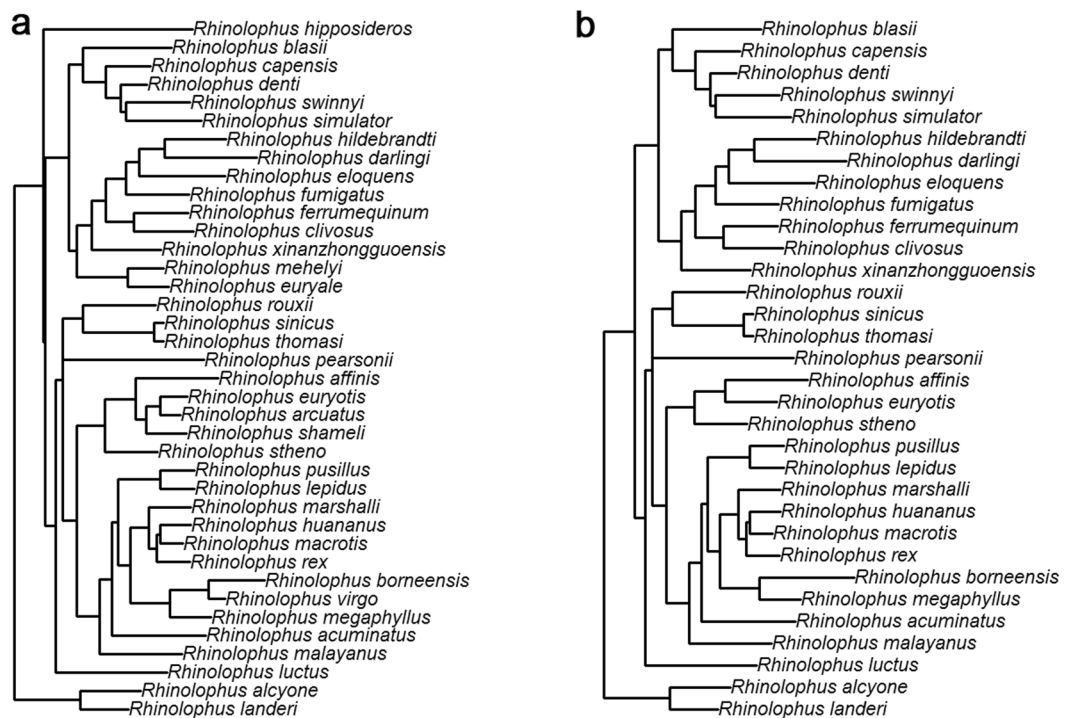 a
Rhinolophus hipposideros
Rhinolophus blasii
Rhinolophus capensis
Rhinolophus denti
Rhinolophus swinnyi
Rhinolophus simulator
Rhinolophus hildebrandti
Rhinolophus darlingi
Rhinolophus eloquens
Rhinolophus fumigatus
Rhinolophus ferrumequinum
Rhinolophus clivosus
Rhinolophus xinanzhongguoensis
Rhinolophus mehelyi
Rhinolophus euryale
Rhinolophus rouxii
Rhinolophus sinicus
Rhinolophus thomasi
Rhinolophus pearsonii
Rhinolophus affinis
Rhinolophus euryotis
Rhinolophus arcuatus
Rhinolophus shameli
Rhinolophus stheno
Rhinolophus pusillus
Rhinolophus lepidus
Rhinolophus marshalli
Rhinolophus huananus
Rhinolophus macrotis
Rhinolophus rex
Rhinolophus borneensis
Rhinolophus virgo
Rhinolophus megaphyllus
Rhinolophus acuminatus
Rhinolophus malayanus
Rhinolophus luctus
Rhinolophus alcyone
Rhinolophus landeri
b
Rhinolophus blasii
Rhinolophus capensis
Rhinolophus denti
Rhinolophus swinnyi
Rhinolophus simulator
Rhinolophus hildebrandti
Rhinolophus darlingi
Rhinolophus eloquens
Rhinolophus fumigatus
Rhinolophus ferrumequinum
Rhinolophus clivosus
Rhinolophus xinanzhongguoensis
Rhinolophus rouxii
Rhinolophus sinicus
Rhinolophus thomasi
Rhinolophus pearsonii
Rhinolophus affinis
Rhinolophus euryotis
Rhinolophus stheno
Rhinolophus pusillus
Rhinolophus lepidus
Rhinolophus marshalli
Rhinolophus huananus
Rhinolophus macrotis
Rhinolophus rex
Rhinolophus borneensis
Rhinolophus megaphyllus
Rhinolophus acuminatus
Rhinolophus malayanus
Rhinolophus luctus
Rhinolophus alcyone
Rhinolophus landeri